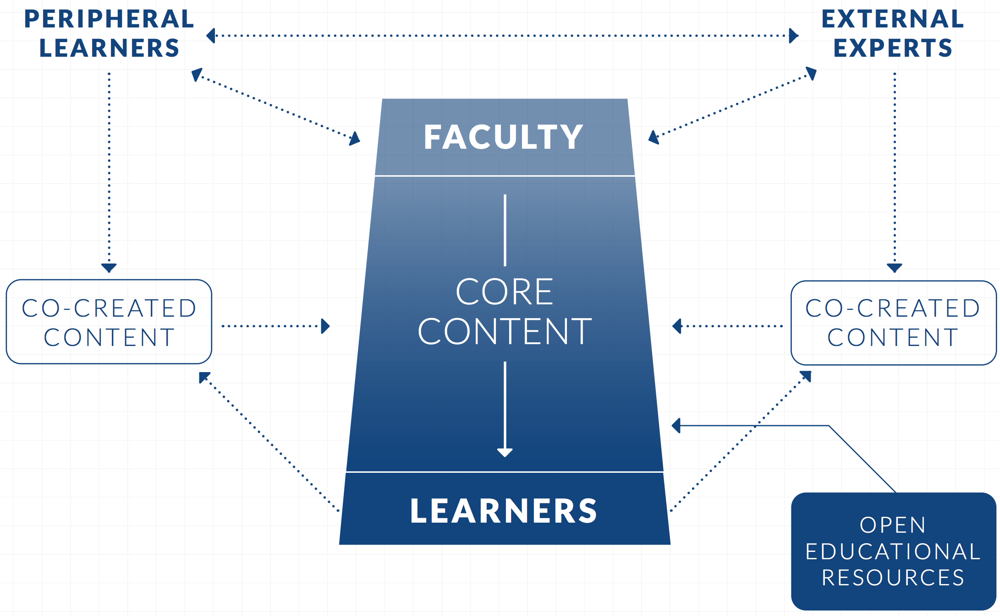 PERIPHERAL
LEARNERS
EXTERNAL
EXPERTS
FACULTY
CORE
CONTENT
CO-CREATED
CONTENT
CO-CREATED
CONTENT
LEARNERS
OPEN
EDUCATIONAL
RESOURCES